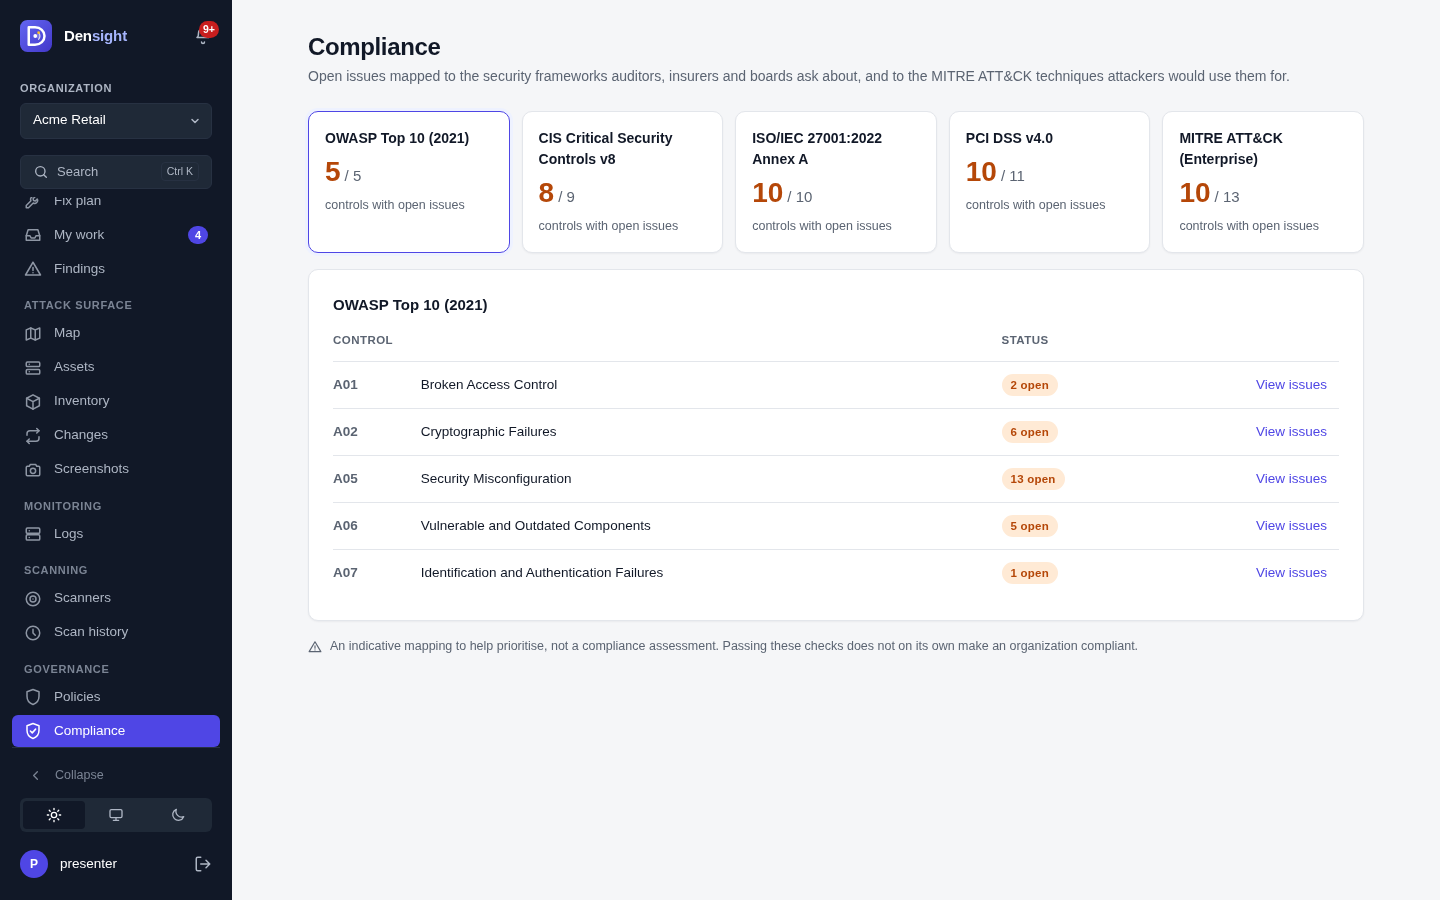 Densight
9+
ORGANIZATION
Acme Retail
Search
Ctrl K
Fix plan
My work
4
Findings
ATTACK SURFACE
Map
Assets
Inventory
Changes
Screenshots
MONITORING
Logs
SCANNING
Scanners
Scan history
GOVERNANCE
Policies
Compliance
Collapse
P
presenter
Compliance
Open issues mapped to the security frameworks auditors, insurers and boards ask about, and to the MITRE ATT&CK techniques attackers would use them for.
OWASP Top 10 (2021)
5 / 5
controls with open issues
CIS Critical Security
Controls v8
8 / 9
controls with open issues
ISO/IEC 27001:2022
Annex A
10 / 10
controls with open issues
PCI DSS v4.0
10 / 11
controls with open issues
MITRE ATT&CK
(Enterprise)
10 / 13
controls with open issues
OWASP Top 10 (2021)
CONTROL STATUS
A01 Broken Access Control 2 open View issues
A02 Cryptographic Failures 6 open View issues
A05 Security Misconfiguration 13 open View issues
A06 Vulnerable and Outdated Components 5 open View issues
A07 Identification and Authentication Failures 1 open View issues
An indicative mapping to help prioritise, not a compliance assessment. Passing these checks does not on its own make an organization compliant.